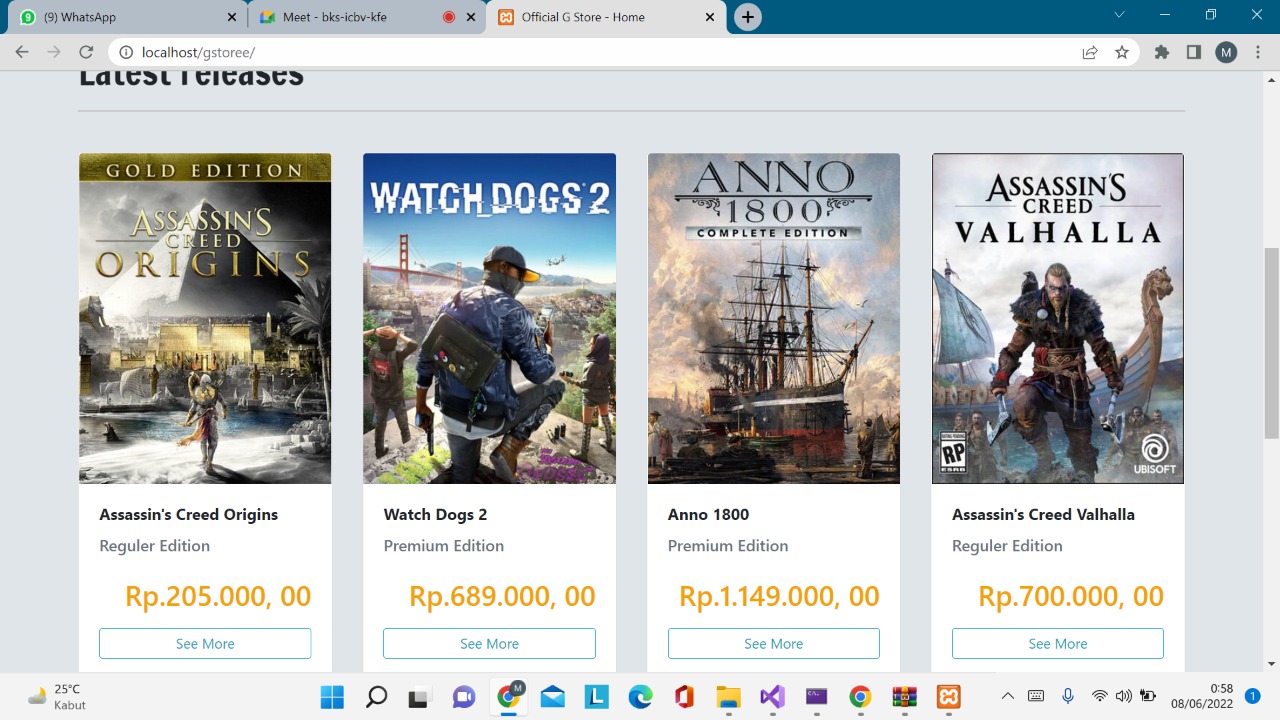 (9) WhatsApp
Meet - bks-icbv-kfe
Official G Store - Home
localhost/gstoree/
M
Latest releases
GOLD EDITION
ASSASSIN'S
CREED
ORIGINS
WATCH_DOGS 2
ANNO
1800
COMPLETE EDITION
ASSASSIN'S
CREED
VALHALLA
RATING PENDING
RP
ESRB
UBISOFT
Assassin's Creed Origins
Reguler Edition
Rp.205.000, 00
See More
Watch Dogs 2
Premium Edition
Rp.689.000, 00
See More
Anno 1800
Premium Edition
Rp.1.149.000, 00
See More
Assassin's Creed Valhalla
Reguler Edition
Rp.700.000, 00
See More
25°C
Kabut
M
L
0:58
08/06/2022
1